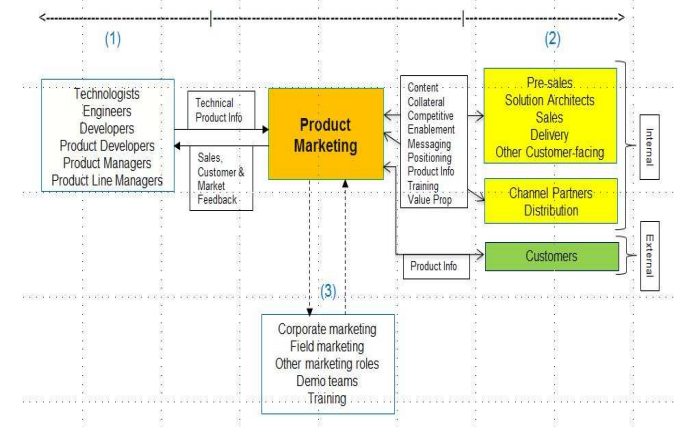 (1)
(2)
Technologists
Engineers
Developers
Product Developers
Product Managers
Product Line Managers
Technical
Product Info
Sales,
Customer &
Market
Feedback
Product
Marketing
Content
Collateral
Competitive
Enablement
Messaging
Positioning
Product Info
Training
Value Prop
Pre-sales
Solution Architects
Sales
Delivery
Other Customer-facing
Channel Partners
Distribution
Internal
Customers
External
Product Info
(3)
Corporate marketing
Field marketing
Other marketing roles
Demo teams
Training